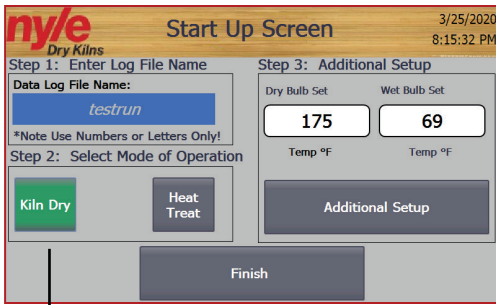 nyle
Dry Kilns
Start Up Screen
3/25/2020
8:15:32 PM
Step 1: Enter Log File Name
Data Log File Name:
testrun
*Note Use Numbers or Letters Only!
Step 2: Select Mode of Operation
Kiln Dry
Heat
Treat
Step 3: Additional Setup
Dry Bulb Set
Wet Bulb Set
175
69
Temp ºF
Temp ºF
Additional Setup
Finish